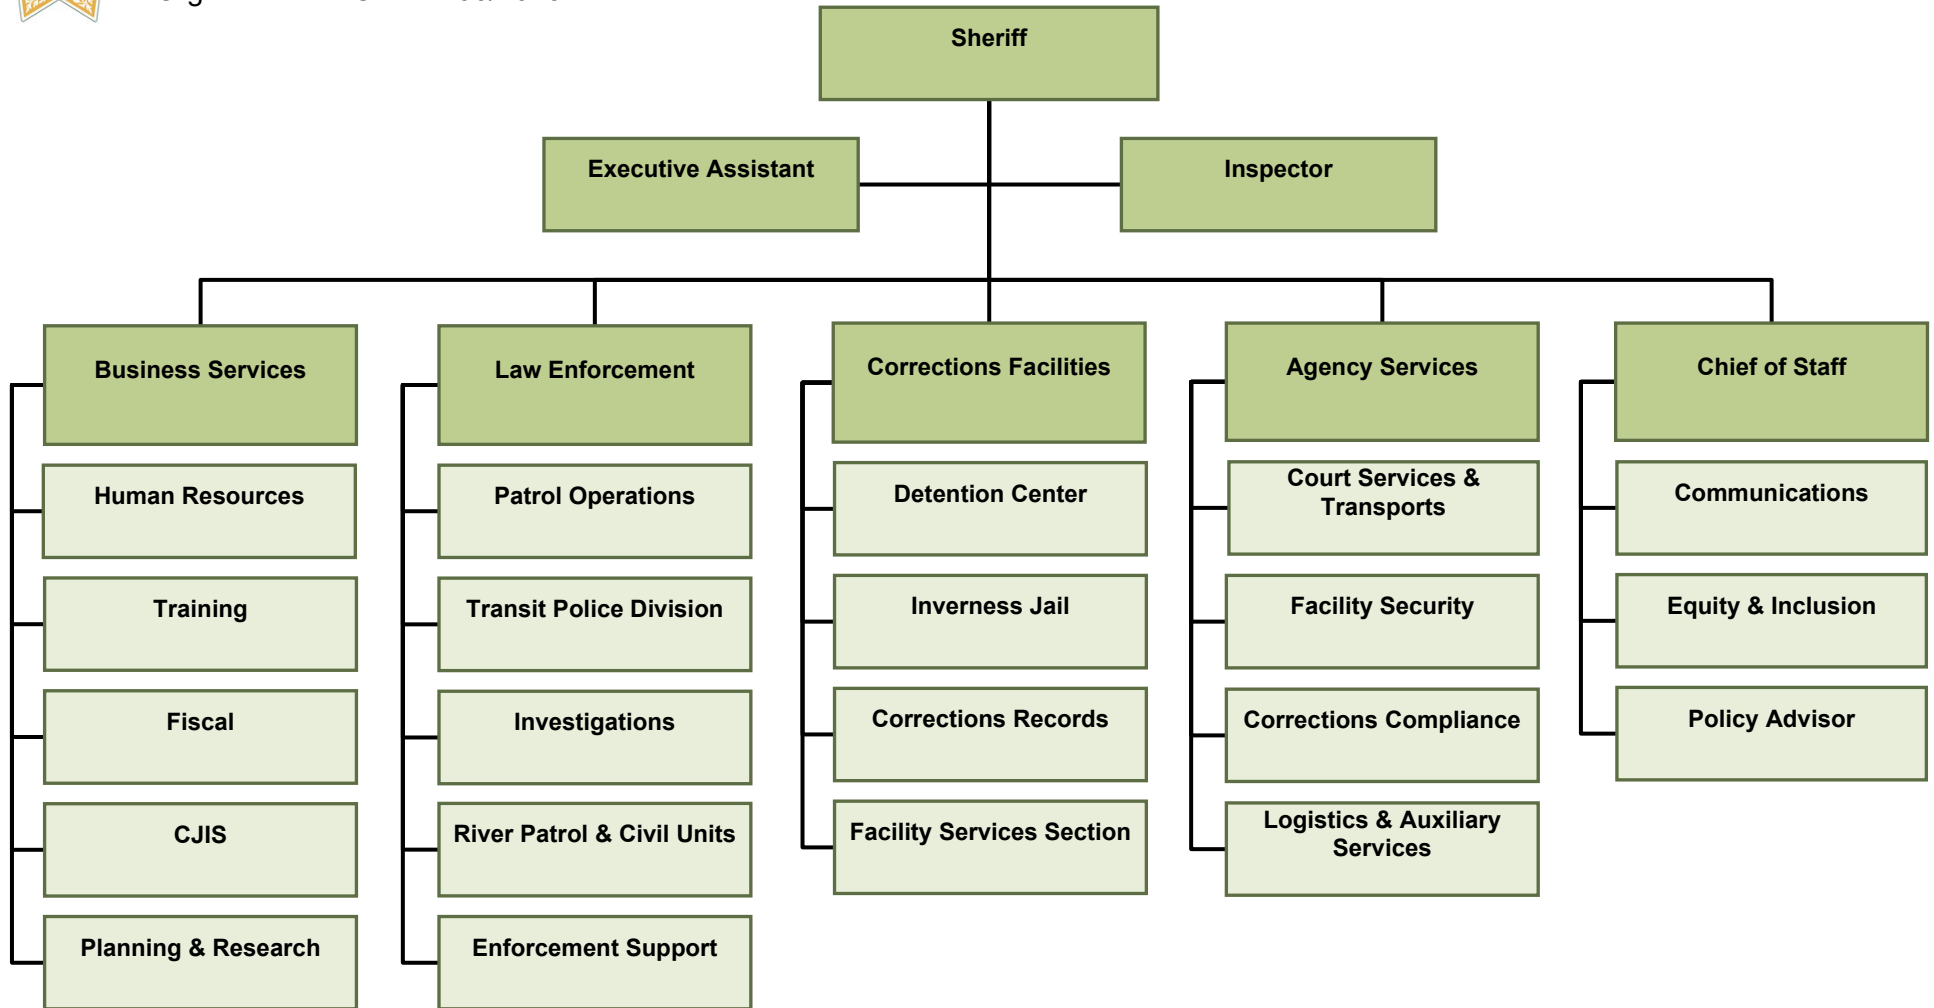 Sheriff
Executive Assistant
Inspector
Business Services
Law Enforcement
Corrections Facilities
Agency Services
Chief of Staff
Human Resources
Patrol Operations
Detention Center
Court Services &
Transports
Communications
Training
Transit Police Division
Inverness Jail
Facility Security
Equity & Inclusion
Fiscal
Investigations
Corrections Records
Corrections Compliance
Policy Advisor
CJIS
River Patrol & Civil Units
Facility Services Section
Logistics & Auxiliary
Services
Planning & Research
Enforcement Support